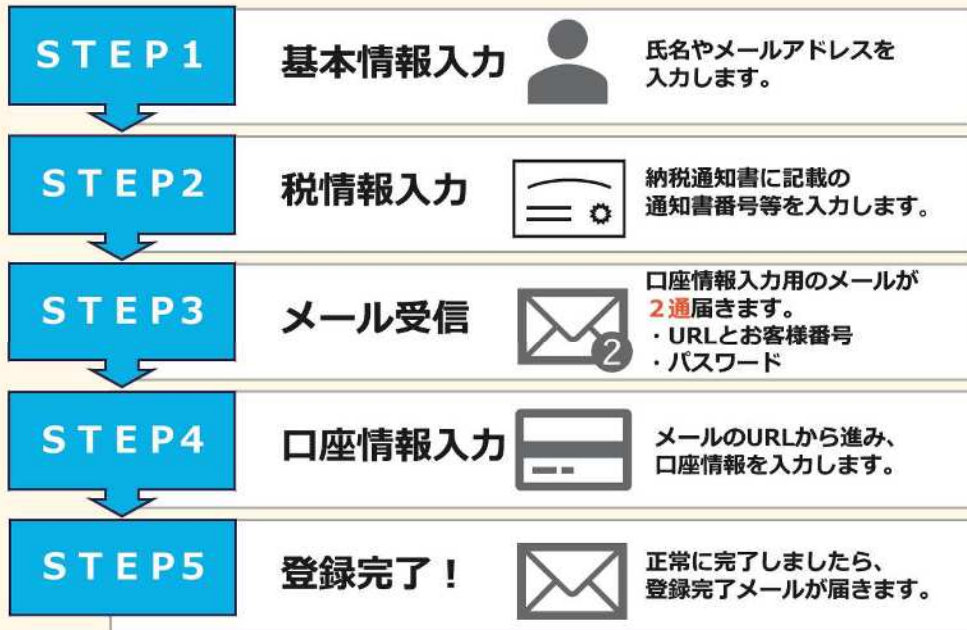 STEP1
基本情報入力
氏名やメールアドレスを
入力します。
STEP2
税情報入力
納税通知書に記載の
通知書番号等を入力します。
STEP3
メール受信
2
口座情報入力用のメールが
２通届きます。
・URLとお客様番号
・パスワード
STEP4
口座情報入力
メールのURLから進み、
口座情報を入力します。
STEP5
登録完了！
正常に完了しましたら、
登録完了メールが届きます。